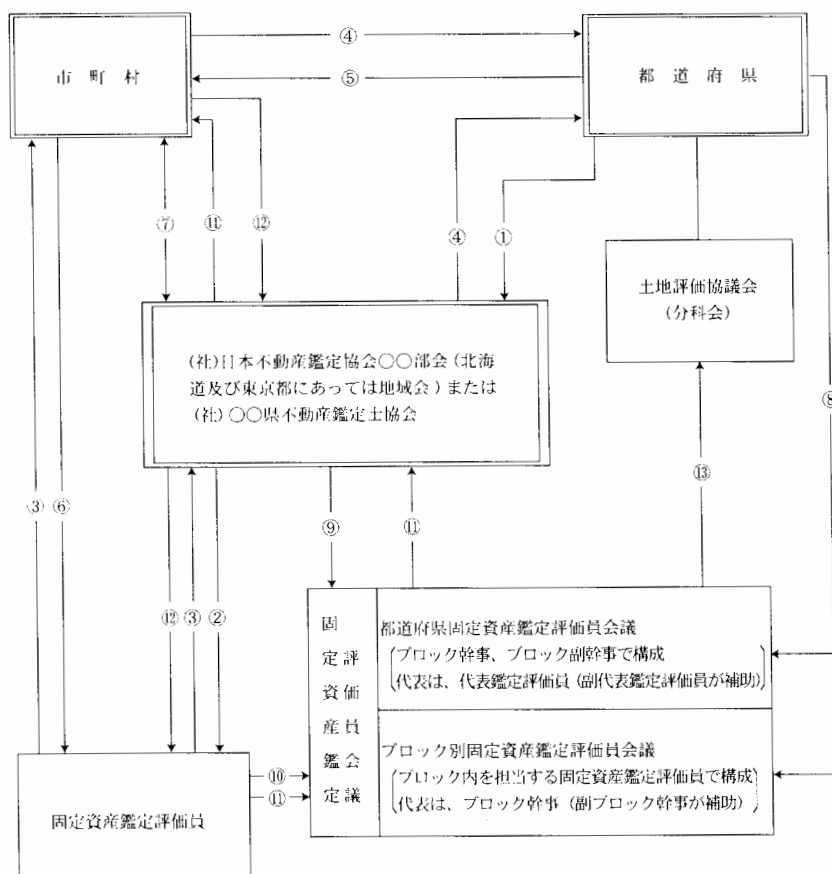 市町村
④
都道府県
⑤
⑦
⑪
⑫
④
①
土地評価協議会
(分科会)
⑧
(社)日本不動産鑑定協会〇〇部会(北海
道及び東京都にあっては地域会)または
(社)〇〇県不動産鑑定士協会
③
⑥
⑨
⑪
⑬
⑫
③
②
固定資産鑑定
評価員会議
都道府県固定資産鑑定評価員会議
(ブロック幹事、ブロック副幹事で構成
代表は、代表鑑定評価員(副代表鑑定評価員が補助))
ブロック別固定資産鑑定評価員会議
(ブロック内を担当する固定資産鑑定評価員で構成
代表は、ブロック幹事(副ブロック幹事が補助))
⑩
⑪
固定資産鑑定評価員